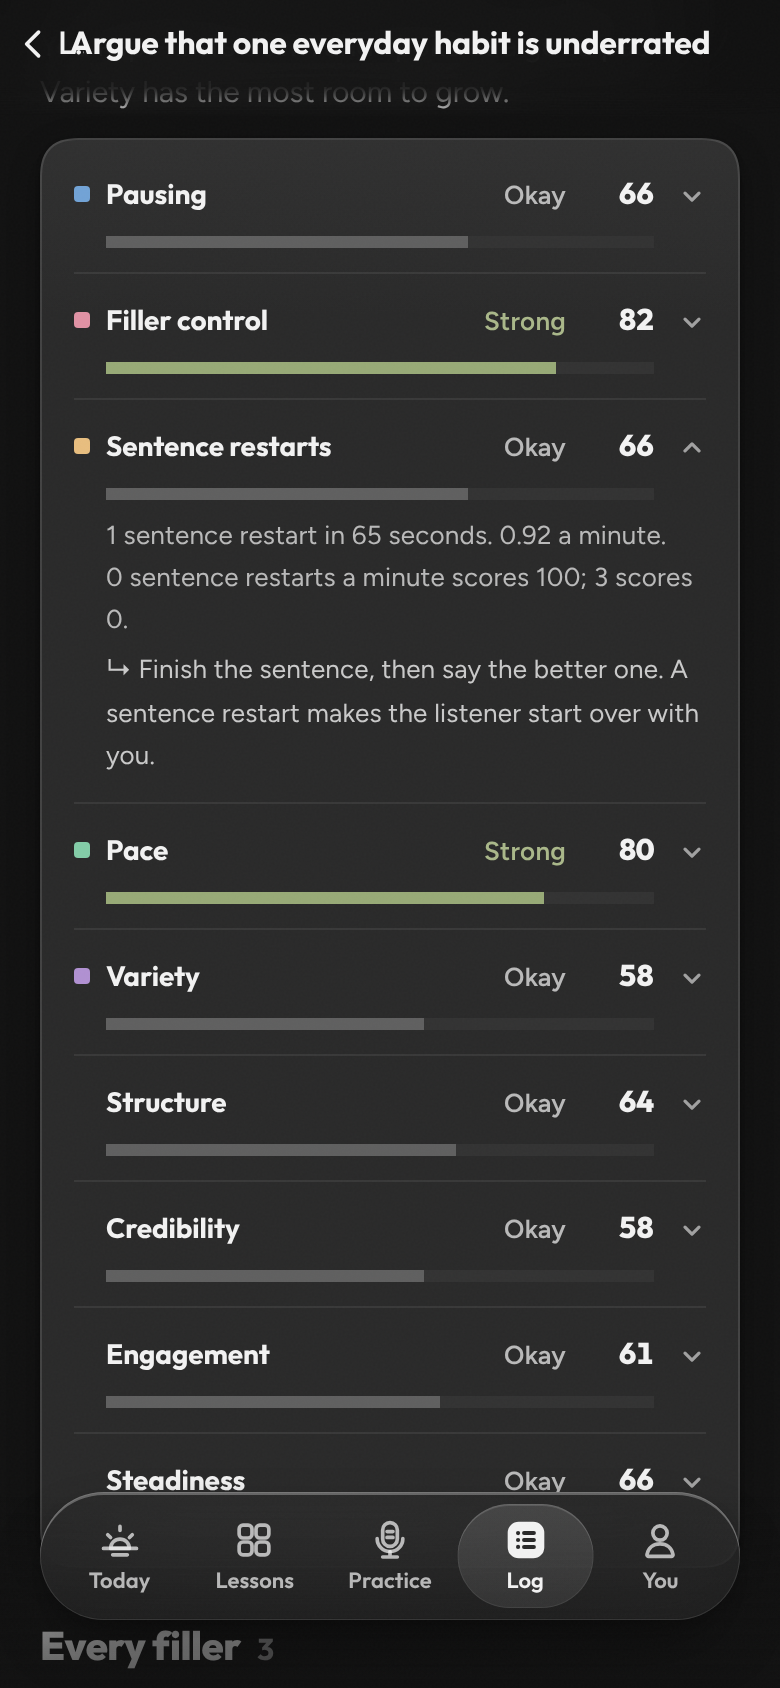 Argue that one everyday habit is underrated
Variety has the most room to grow.
Pausing Okay 66
Filler control Strong 82
Sentence restarts Okay 66
1 sentence restart in 65 seconds. 0.92 a minute.
0 sentence restarts a minute scores 100; 3 scores
0.
↳ Finish the sentence, then say the better one. A
sentence restart makes the listener start over with
you.
Pace Strong 80
Variety Okay 58
Structure Okay 64
Credibility Okay 58
Engagement Okay 61
Steadiness Okay 66
Today Lessons Practice Log You
Every filler 3